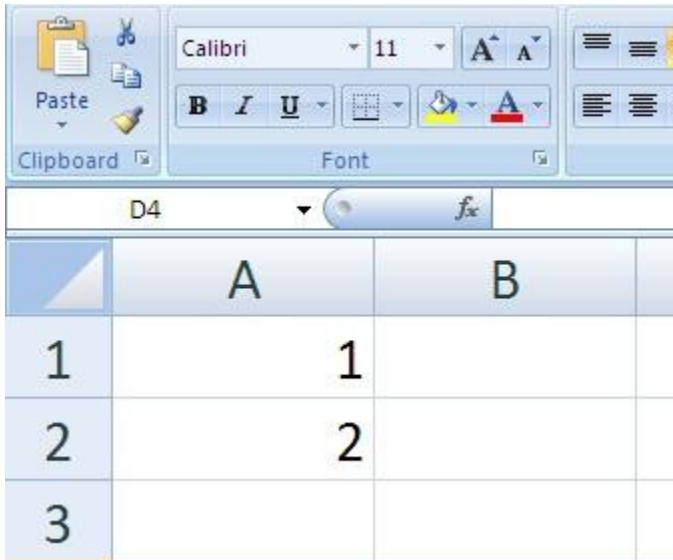 Calibri 11 A A
Paste B I U A
Clipboard Font
D4 fx
A B
1 1
2 2
3